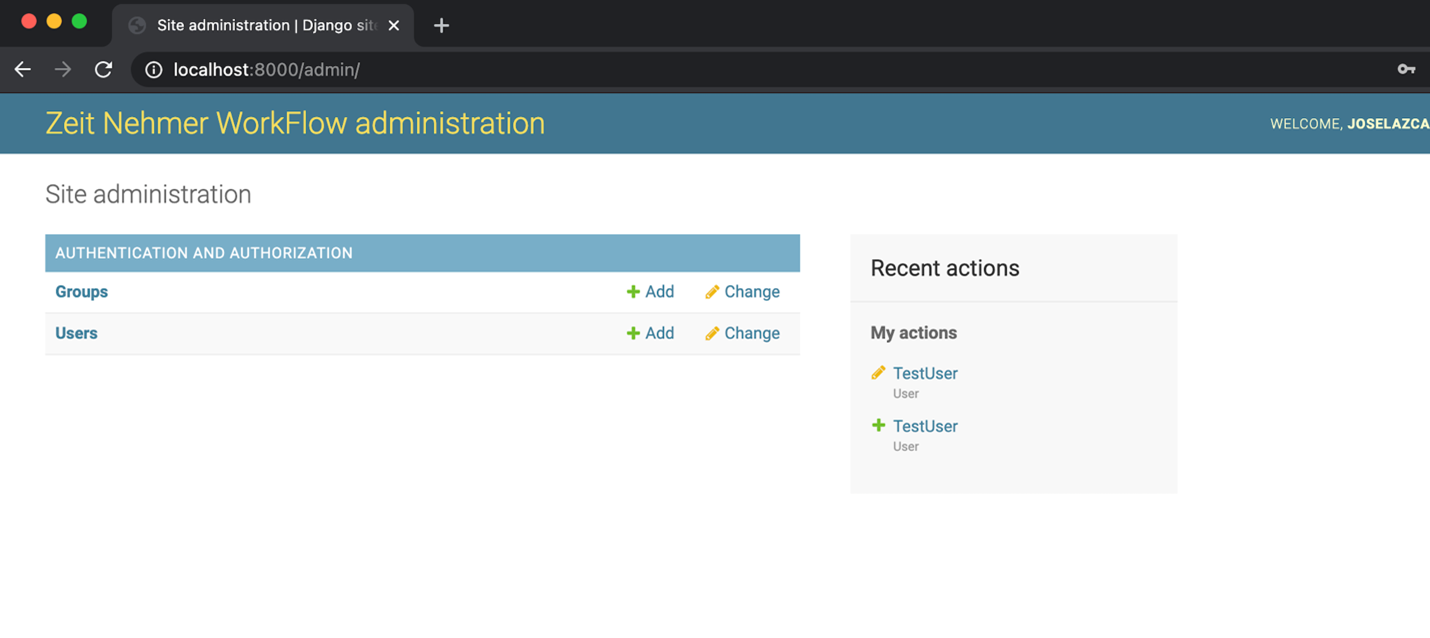 Site administration | Django sit
localhost:8000/admin/
Zeit Nehmer WorkFlow administration
WELCOME, JOSELAZCA
Site administration
AUTHENTICATION AND AUTHORIZATION
Groups Add Change
Users Add Change
Recent actions
My actions
TestUser
User
TestUser
User